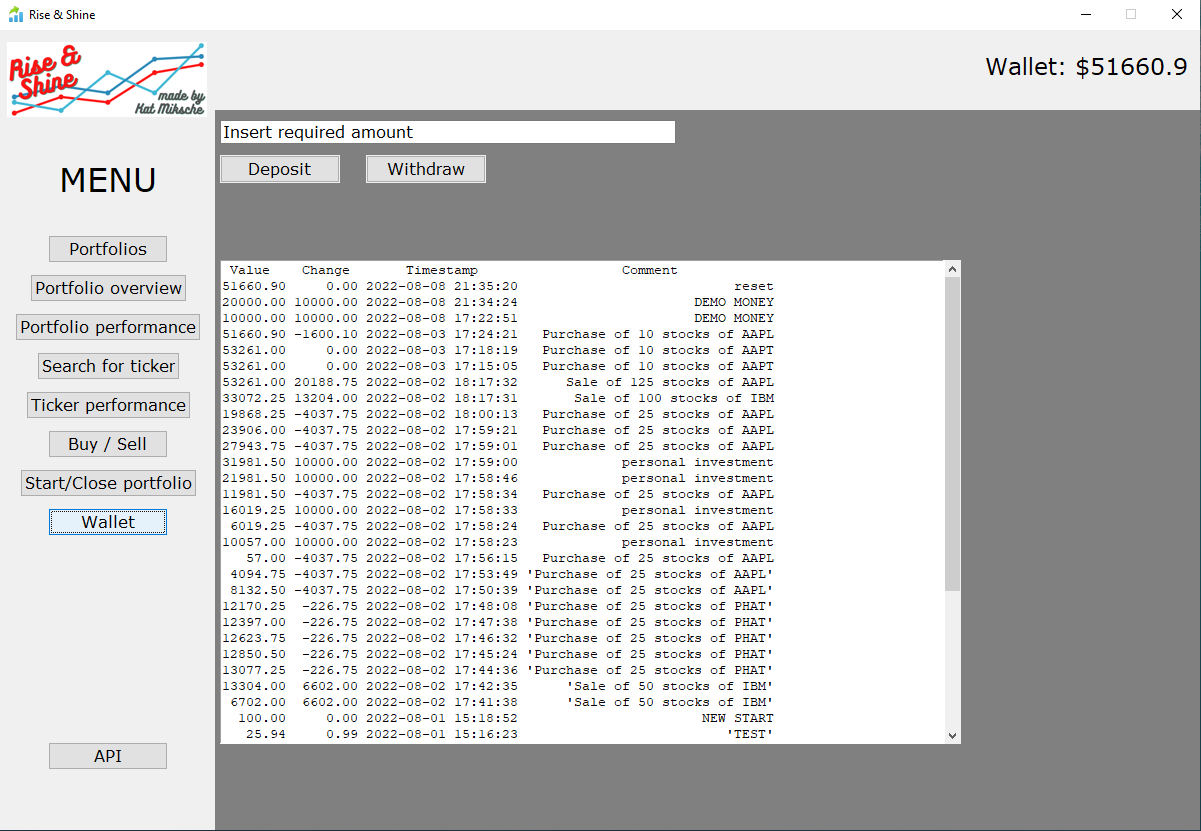 Rise & Shine
Rise &
Shine
made by
Kat Miksche
Wallet: $51660.9
MENU
Portfolios
Portfolio overview
Portfolio performance
Search for ticker
Ticker performance
Buy / Sell
Start/Close portfolio
Wallet
API
Insert required amount
Deposit Withdraw
Value Change Timestamp Comment
51660.90 0.00 2022-08-08 21:35:20 reset
20000.00 10000.00 2022-08-08 21:34:24 DEMO MONEY
10000.00 10000.00 2022-08-08 17:22:51 DEMO MONEY
51660.90 -1600.10 2022-08-03 17:24:21 Purchase of 10 stocks of AAPL
53261.00 0.00 2022-08-03 17:18:19 Purchase of 10 stocks of AAPT
53261.00 0.00 2022-08-03 17:15:05 Purchase of 10 stocks of AAPT
53261.00 20188.75 2022-08-02 18:17:32 Sale of 125 stocks of AAPL
33072.25 13204.00 2022-08-02 18:17:31 Sale of 100 stocks of IBM
19868.25 -4037.75 2022-08-02 18:00:13 Purchase of 25 stocks of AAPL
23906.00 -4037.75 2022-08-02 17:59:21 Purchase of 25 stocks of AAPL
27943.75 -4037.75 2022-08-02 17:59:01 Purchase of 25 stocks of AAPL
31981.50 10000.00 2022-08-02 17:59:00 personal investment
21981.50 10000.00 2022-08-02 17:58:46 personal investment
11981.50 -4037.75 2022-08-02 17:58:34 Purchase of 25 stocks of AAPL
16019.25 10000.00 2022-08-02 17:58:33 personal investment
6019.25 -4037.75 2022-08-02 17:58:24 Purchase of 25 stocks of AAPL
10057.00 10000.00 2022-08-02 17:58:23 personal investment
57.00 -4037.75 2022-08-02 17:56:15 Purchase of 25 stocks of AAPL
4094.75 -4037.75 2022-08-02 17:53:49 'Purchase of 25 stocks of AAPL'
8132.50 -4037.75 2022-08-02 17:50:39 'Purchase of 25 stocks of AAPL'
12170.25 -226.75 2022-08-02 17:48:08 'Purchase of 25 stocks of PHAT'
12397.00 -226.75 2022-08-02 17:47:38 'Purchase of 25 stocks of PHAT'
12623.75 -226.75 2022-08-02 17:46:32 'Purchase of 25 stocks of PHAT'
12850.50 -226.75 2022-08-02 17:45:24 'Purchase of 25 stocks of PHAT'
13077.25 -226.75 2022-08-02 17:44:36 'Purchase of 25 stocks of PHAT'
13304.00 6602.00 2022-08-02 17:42:35 'Sale of 50 stocks of IBM'
6702.00 6602.00 2022-08-02 17:41:38 'Sale of 50 stocks of IBM'
100.00 0.00 2022-08-01 15:18:52 NEW START
25.94 0.99 2022-08-01 15:16:23 'TEST'